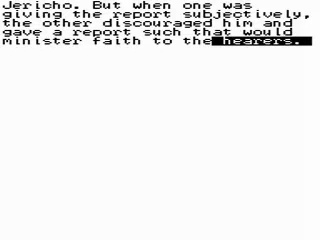 Jericho. But when one was
giving the report subjectively,
the other discouraged him and
gave a report such that would
minister faith to the hearers.